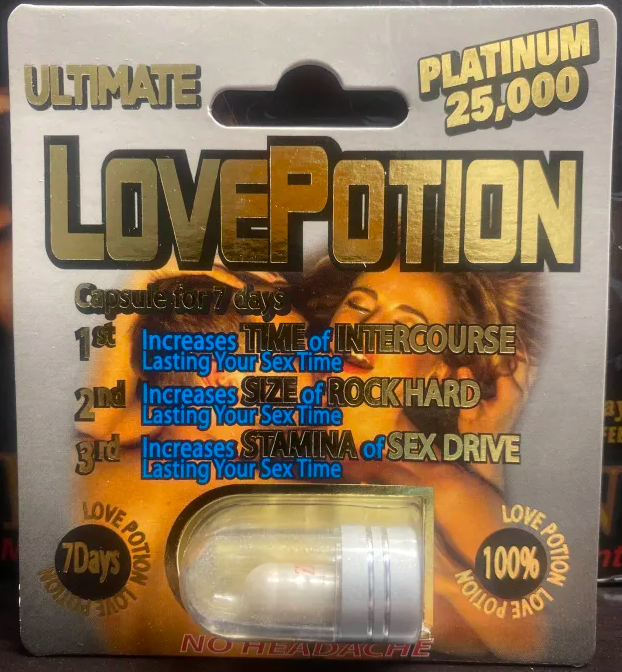 ULTIMATE
PLATINUM
25,000
LOVEPOTION
Capsule for 7 days
1st Increases TIME of INTERCOURSE
Lasting Your Sex Time
2nd Increases SIZE of ROCK HARD
Lasting Your Sex Time
3rd Increases STAMINA of SEX DRIVE
Lasting Your Sex Time
LOVE POTION
7Days
LOVE POTION
LOVE POTION
100%
LOVE POTION
NO HEADACHE